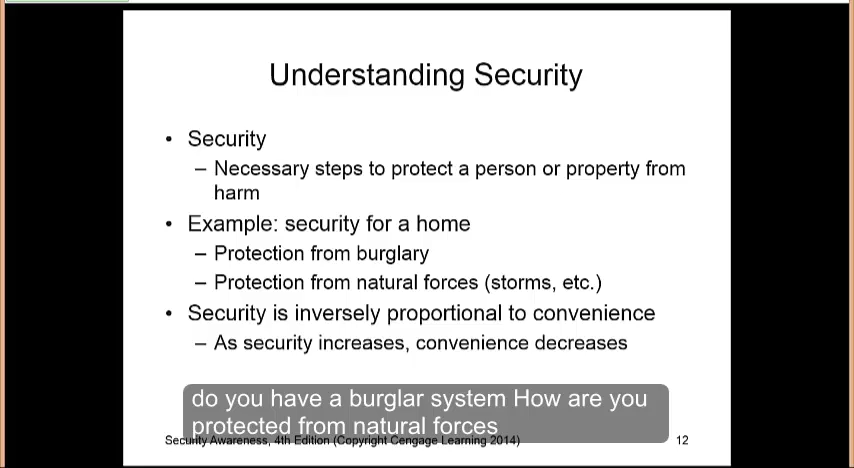 Understanding Security
• Security
– Necessary steps to protect a person or property from
harm
• Example: security for a home
– Protection from burglary
– Protection from natural forces (storms, etc.)
• Security is inversely proportional to convenience
– As security increases, convenience decreases
do you have a burglar system How are you
protected from natural forces
Security Awareness, 4th Edition (Copyright Cengage Learning 2014)
12